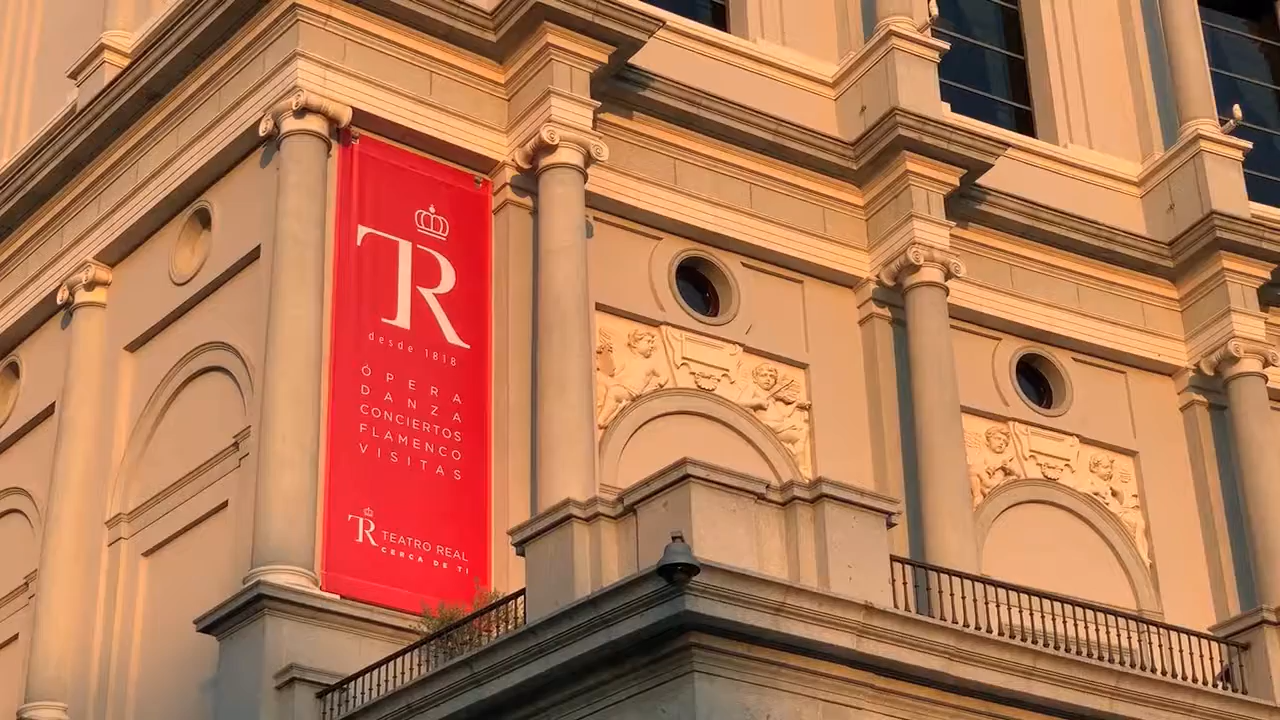 TR
desde 1818
ÓPERA
DANZA
CONCIERTOS
FLAMENCO
VISITAS
TR TEATRO REAL
CERCA DE TI